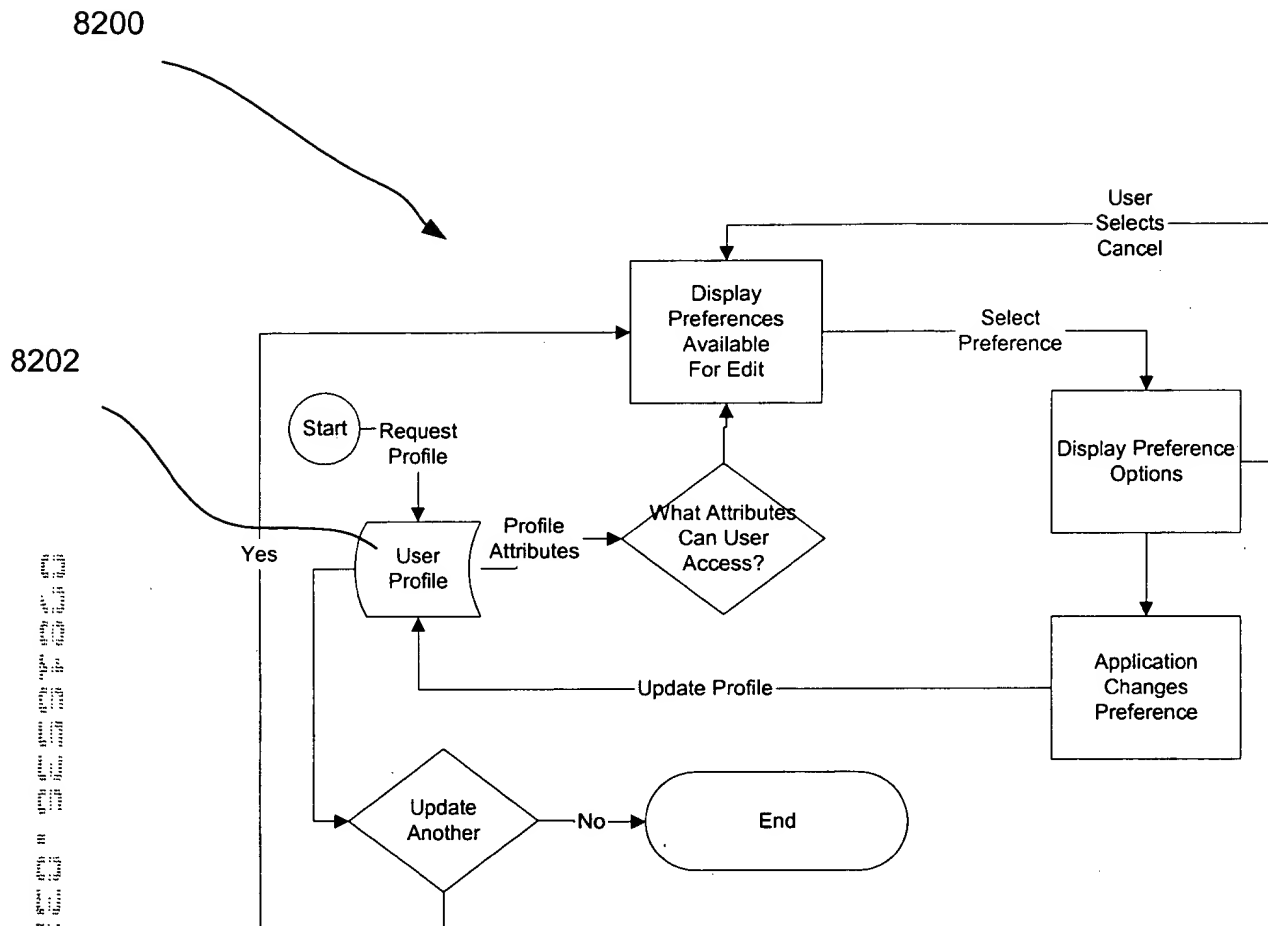 8200
User
Selects
Cancel
Display
Preferences
Available
For Edit
Select
Preference
8202
Start
Request
Profile
Display Preference
Options
Yes
User
Profile
Profile
Attributes
What Attributes
Can User
Access?
Application
Changes
Preference
Update Profile
Update
Another
No
End